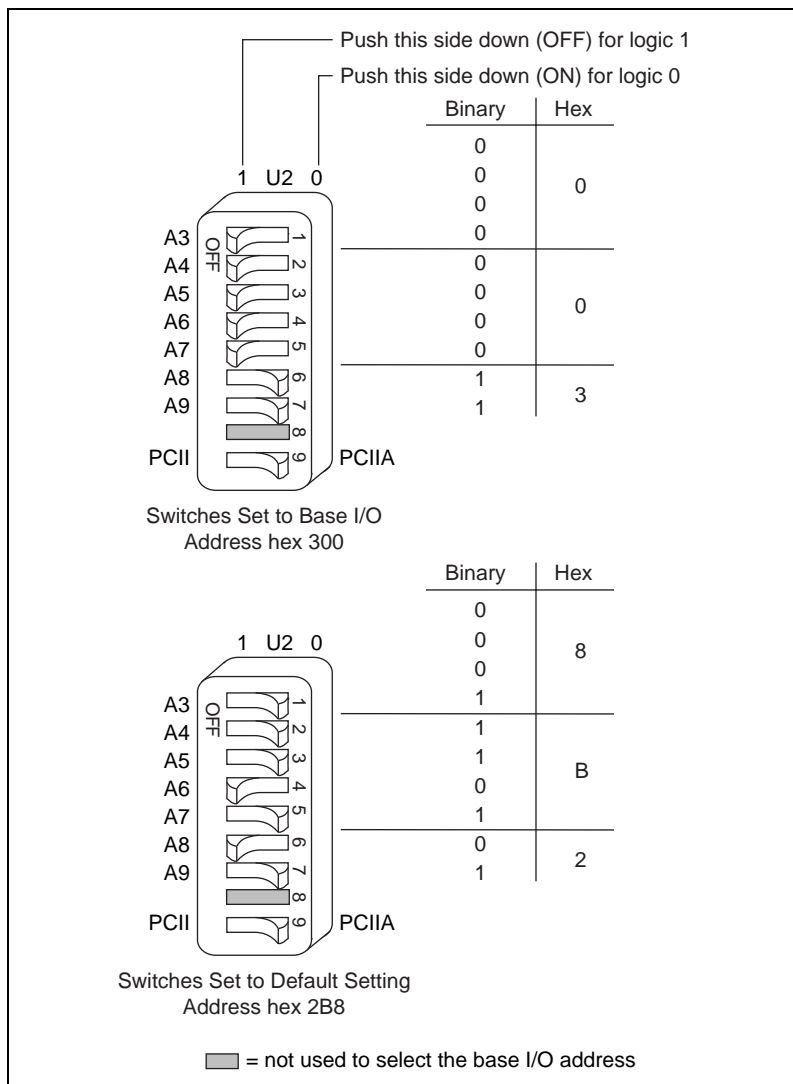 Push this side down (OFF) for logic 1
Push this side down (ON) for logic 0
Binary Hex
0
0
0
0
0
0
0
0
0
0
1
1
3
1 U2 0
OFF
A3 1
A4 2
A5 3
A6 4
A7 5
A8 6
A9 7
8
PCII 9 PCIIA
Switches Set to Base I/O
Address hex 300
Binary Hex
0
0
8
0
1
1
1
B
0
1
0
2
1
1 U2 0
OFF
A3 1
A4 2
A5 3
A6 4
A7 5
A8 6
A9 7
8
PCII 9 PCIIA
Switches Set to Default Setting
Address hex 2B8
= not used to select the base I/O address